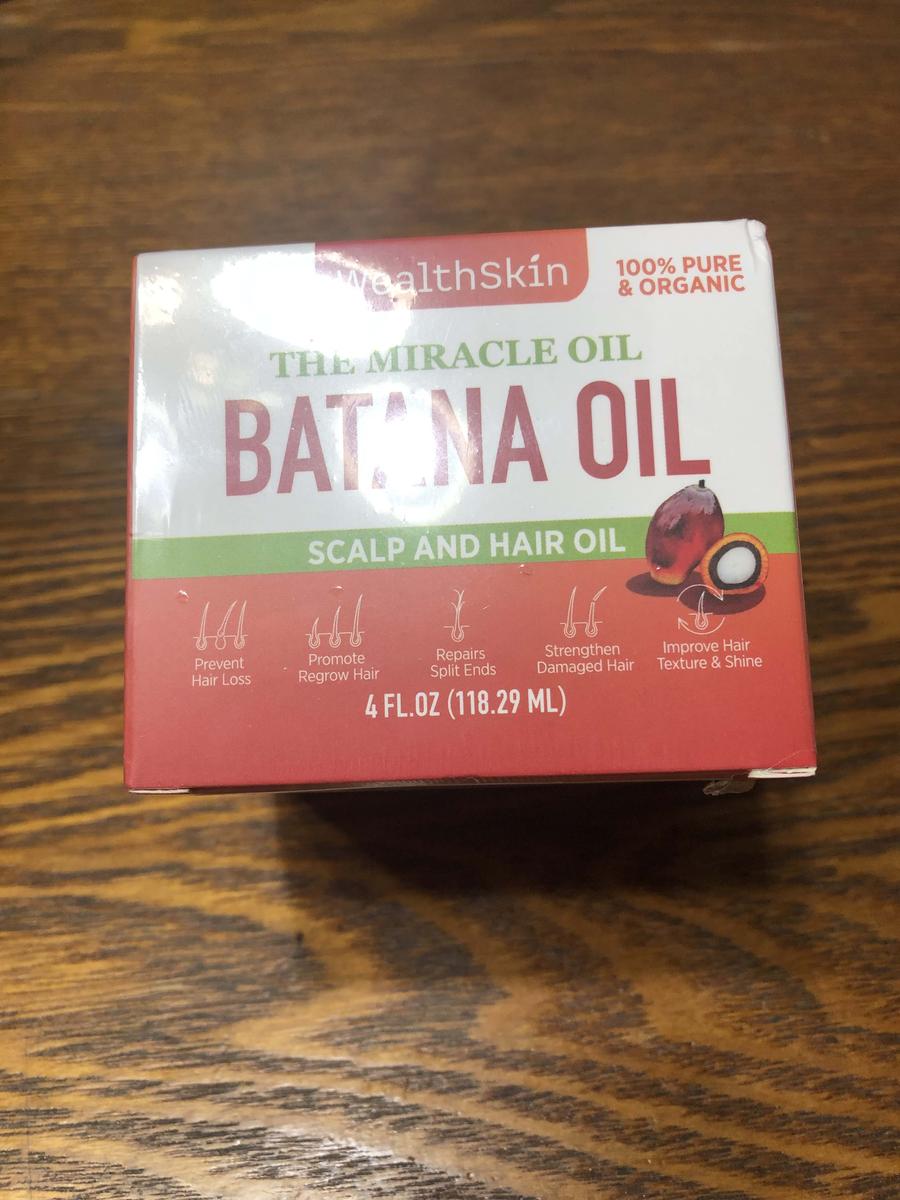 WealthSkin
100% PURE
& ORGANIC
THE MIRACLE OIL
BATANA OIL
SCALP AND HAIR OIL
Prevent
Hair Loss
Promote
Regrow Hair
Repairs
Split Ends
Strengthen
Damaged Hair
Improve Hair
Texture & Shine
4 FL.OZ (118.29 ML)